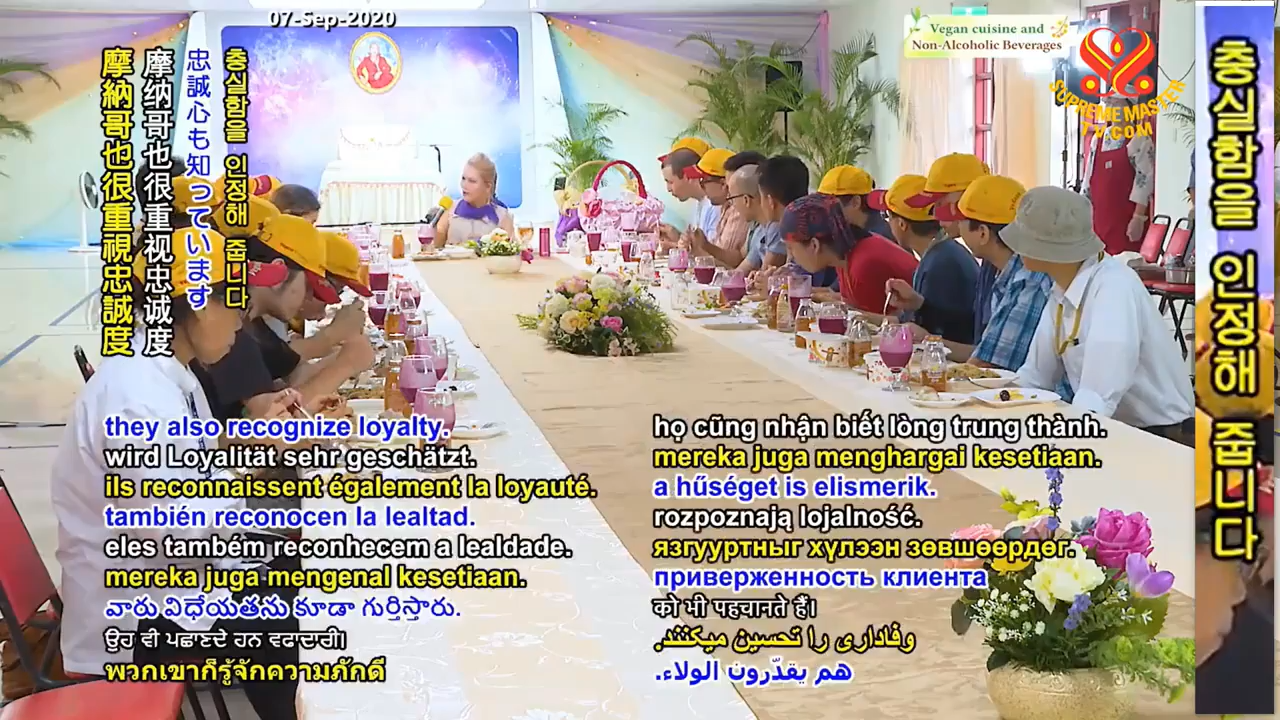 07-Sep-2020
Vegan cuisine and
Non-Alcoholic Beverages
SUPREME MASTER
TV.COM
충실함을 인정해 줍니다
忠誠心も知っています
摩纳哥也很重视忠诚度
摩納哥也很重視忠誠度
충실함을 인정해 줍니다
they also recognize loyalty.
wird Loyalität sehr geschätzt.
ils reconnaissent également la loyauté.
también reconocen la lealtad.
eles também reconhecem a lealdade.
mereka juga mengenal kesetiaan.
వారు విధేయతను కూడా గుర్తిస్తారు.
ਉਹ ਵੀ ਪਛਾਣਦੇ ਹਨ ਵਫਾਦਾਰੀ।
พวกเขาก็รู้จักความภักดี
họ cũng nhận biết lòng trung thành.
mereka juga menghargai kesetiaan.
a hűséget is elismerik.
rozpoznają lojalność.
язгууртныг хүлээн зөвшөөрдөг.
приверженность клиента
को भी पहचानते हैं।
وفاداری را تحسین میکنند.
هم يقدّرون الولاء.